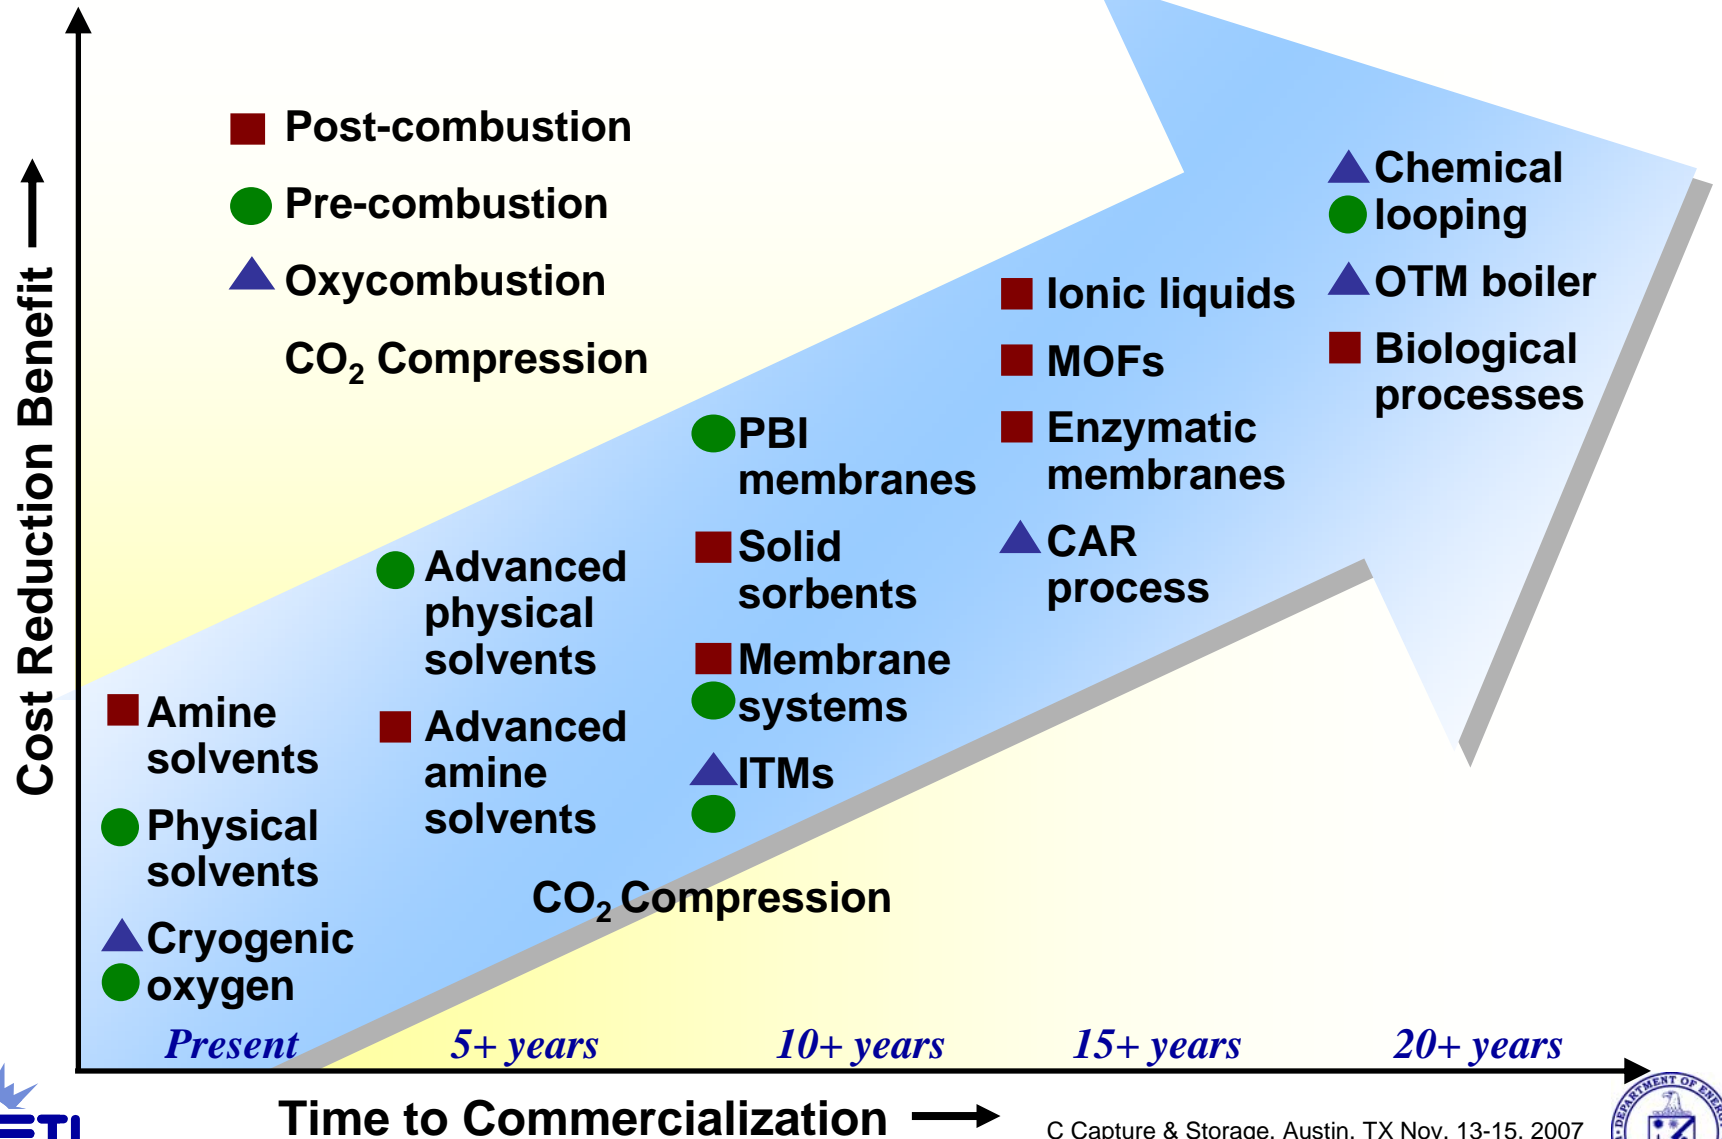 Cost Reduction Benefit
Post-combustion
Pre-combustion
Oxycombustion
CO2 Compression
Amine
solvents
Physical
solvents
Cryogenic
oxygen
Advanced
physical
solvents
Advanced
amine
solvents
PBI
membranes
Solid
sorbents
Membrane
systems
ITMs
CO2 Compression
Ionic liquids
MOFs
Enzymatic
membranes
CAR
process
Chemical
looping
OTM boiler
Biological
processes
Present
5+ years
10+ years
15+ years
20+ years
Time to Commercialization
C Capture & Storage, Austin, TX Nov. 13-15, 2007
DEPARTMENT OF